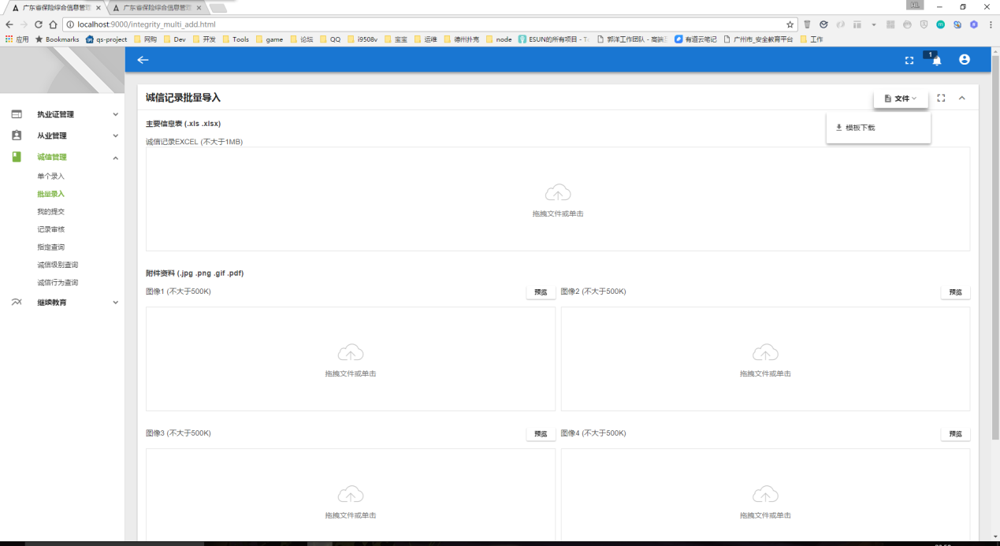 广东省保险综合信息管理 广东省保险综合信息管理
HL
localhost:9000/integrity_multi_add.html
应用 Bookmarks qs-project 网购 Dev 开发 Tools game 论坛 QQ i9508v 宝宝 运维 德州扑克 node ESUN的所有项目 - T 郭洋工作团队 - 高端 有道云笔记 广州市_安全教育平台 工作
1
执业证管理
从业管理
诚信管理
单个录入
批量录入
我的提交
记录审核
指定查询
诚信级别查询
诚信行为查询
继续教育
诚信记录批量导入
文件
模板下载
主要信息表 (.xls .xlsx)
诚信记录EXCEL (不大于1MB)
拖拽文件或单击
附件资料 (.jpg .png .gif .pdf)
图像1 (不大于500K) 预览 图像2 (不大于500K) 预览
拖拽文件或单击 拖拽文件或单击
图像3 (不大于500K) 预览 图像4 (不大于500K) 预览
拖拽文件或单击 拖拽文件或单击